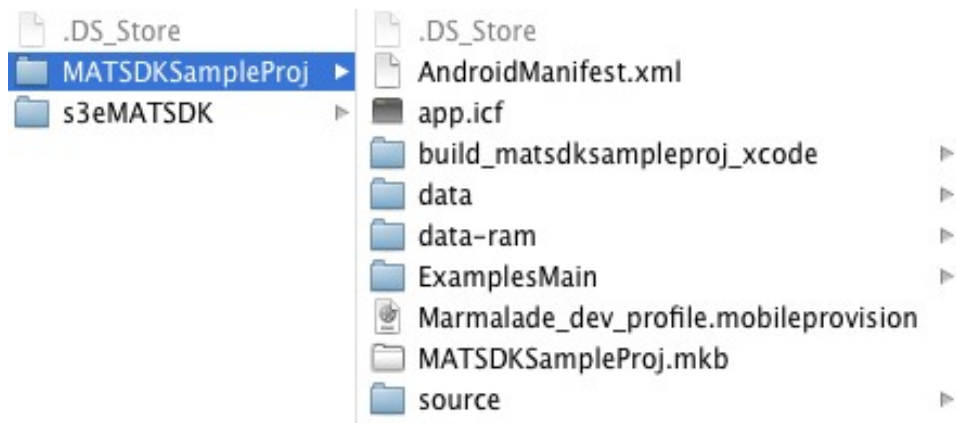 .DS_Store
MATSDKSampleProj
s3eMATSDK
.DS_Store
AndroidManifest.xml
app.icf
build_matsdksampleproj_xcode
data
data-ram
ExamplesMain
Marmalade_dev_profile.mobileprovision
MATSDKSampleProj.mkb
source